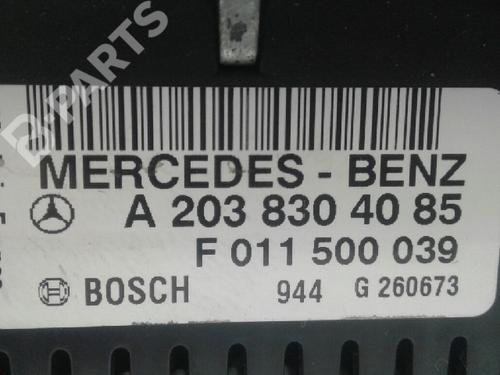 B-PARTS
MERCEDES - BENZ
A 203 830 40 85
F 011 500 039
BOSCH 944 G 260673